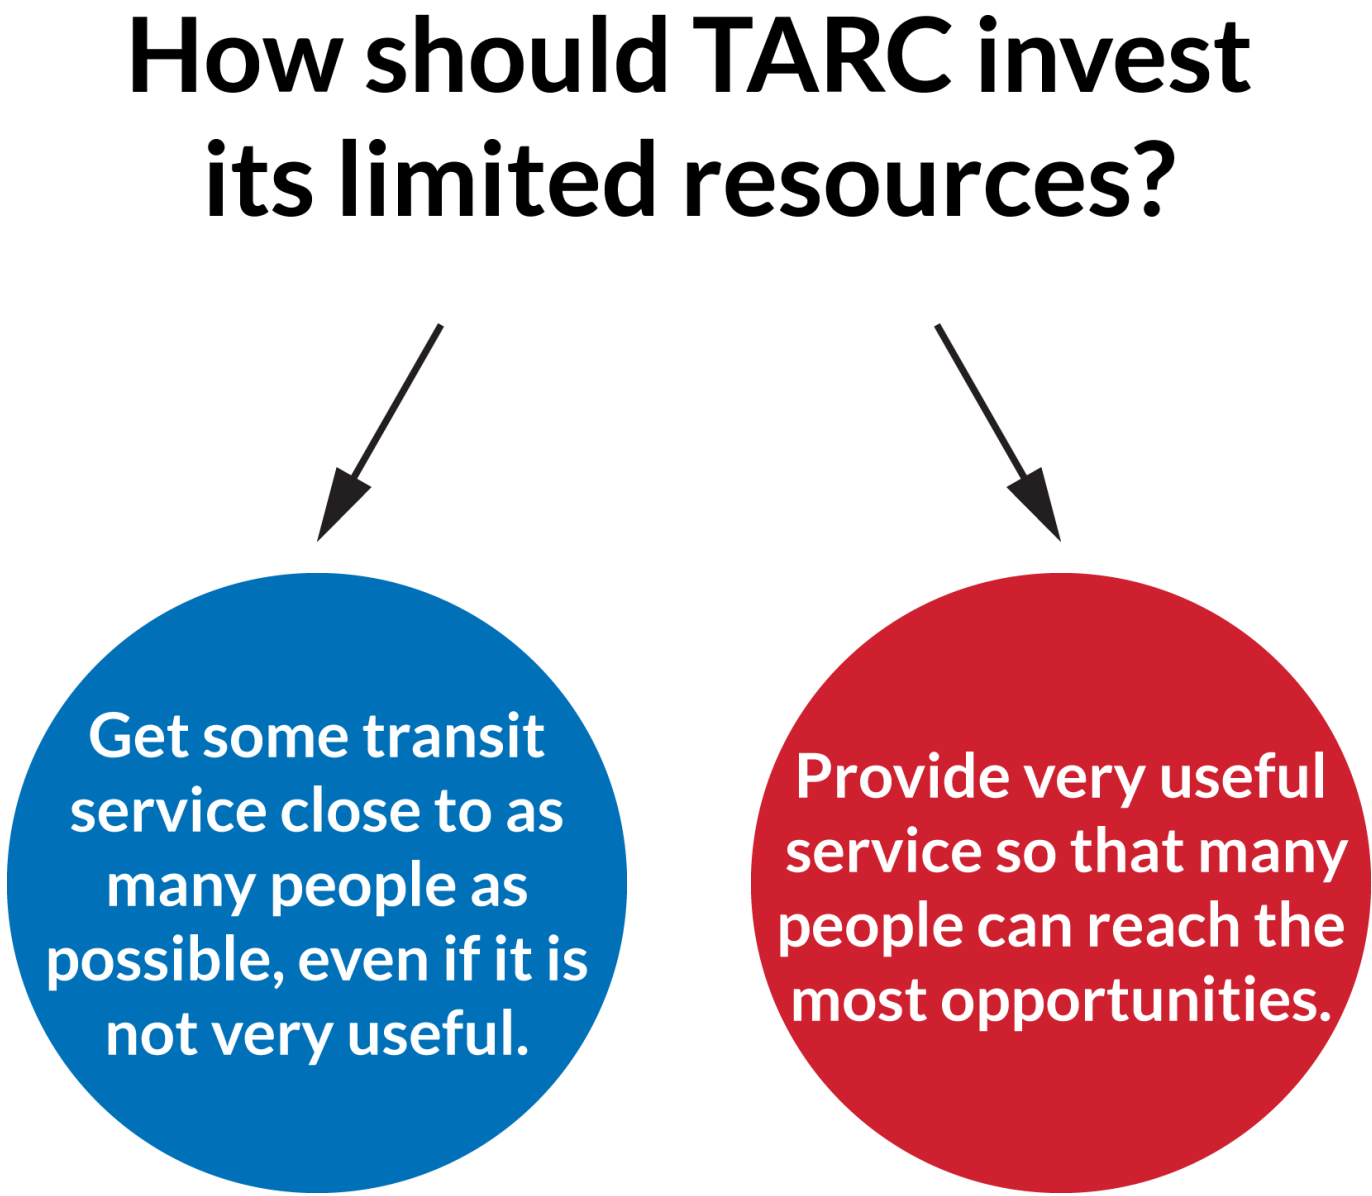 How should TARC invest
its limited resources?
Get some transit
service close to as
many people as
possible, even if it is
not very useful.
Provide very useful
service so that many
people can reach the
most opportunities.